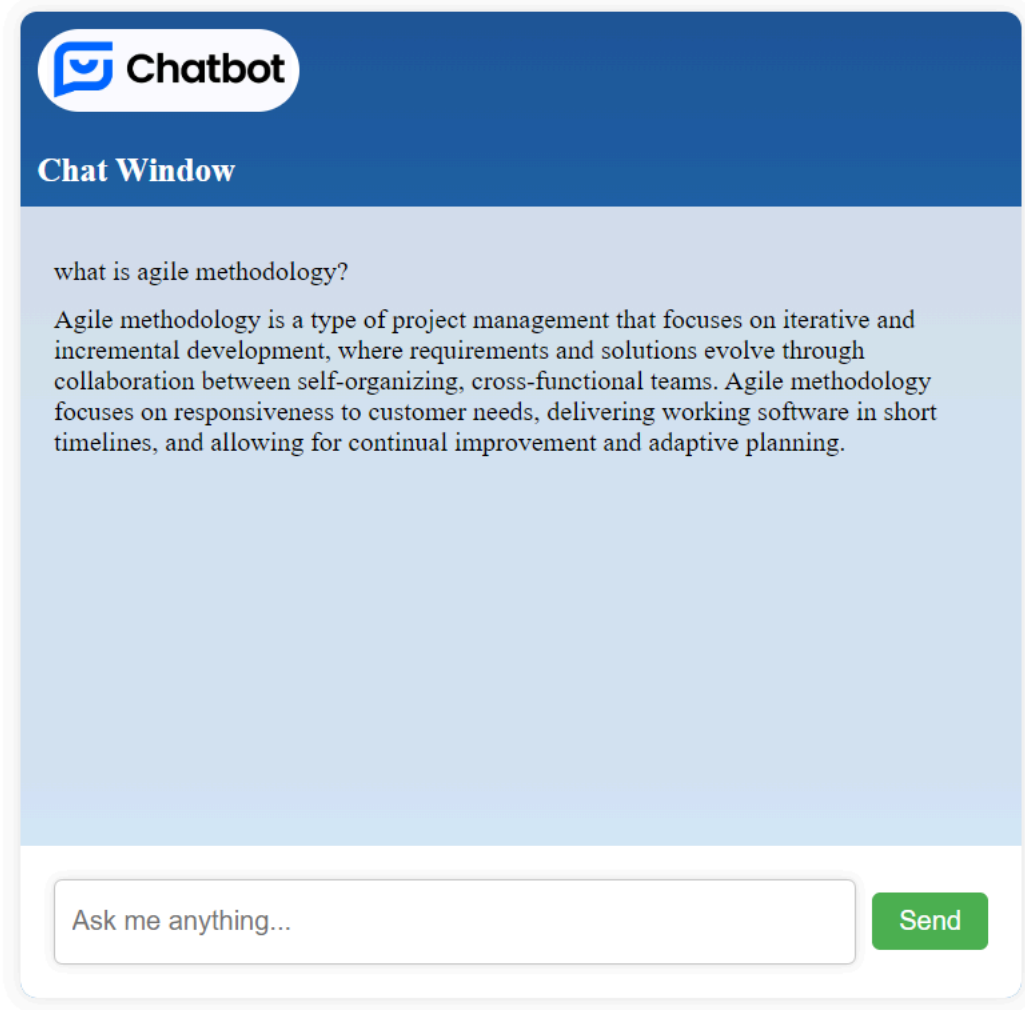 Chatbot
Chat Window
what is agile methodology?
Agile methodology is a type of project management that focuses on iterative and
incremental development, where requirements and solutions evolve through
collaboration between self-organizing, cross-functional teams. Agile methodology
focuses on responsiveness to customer needs, delivering working software in short
timelines, and allowing for continual improvement and adaptive planning.
Ask me anything...
Send